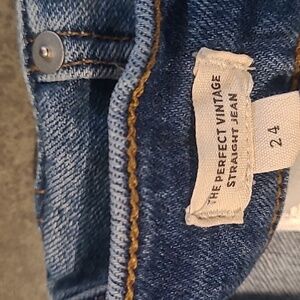 THE PERFECT VINTAGE
STRAIGHT JEAN
24